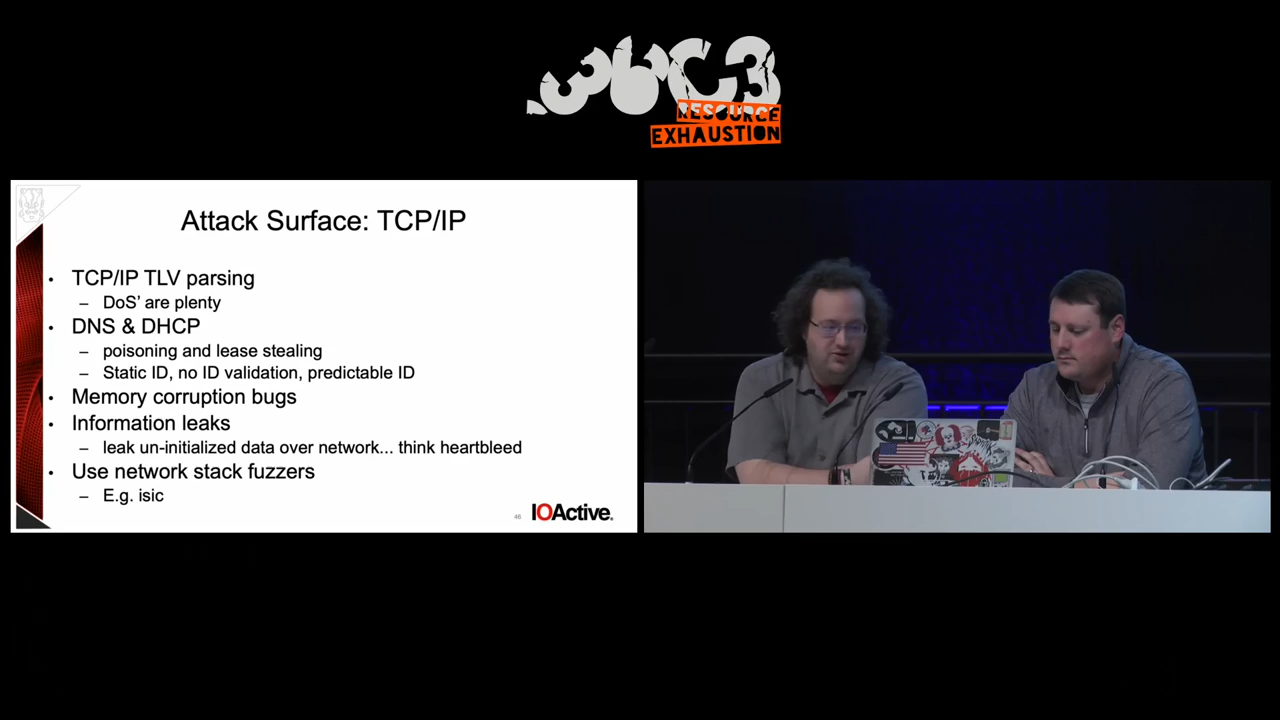 36C3
RESOURCE
EXHAUSTION
Attack Surface: TCP/IP
• TCP/IP TLV parsing
– DoS' are plenty
• DNS & DHCP
– poisoning and lease stealing
– Static ID, no ID validation, predictable ID
• Memory corruption bugs
• Information leaks
– leak un-initialized data over network... think heartbleed
• Use network stack fuzzers
– E.g. isic
46
IOActive.